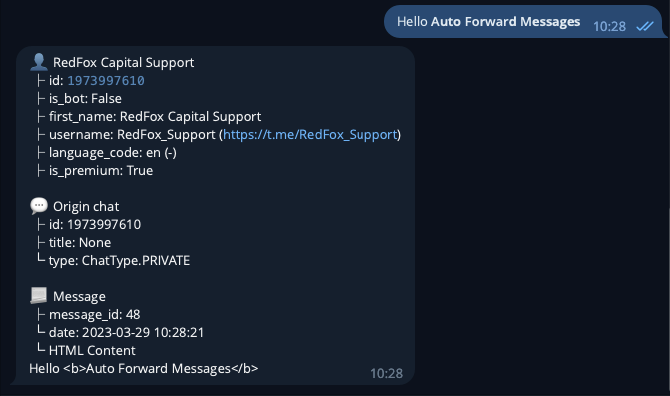 Hello Auto Forward Messages
10:28
RedFox Capital Support
├ id: 1973997610
├ is_bot: False
├ first_name: RedFox Capital Support
├ username: RedFox_Support (https://t.me/RedFox_Support)
├ language_code: en (-)
├ is_premium: True
Origin chat
├ id: 1973997610
├ title: None
└ type: ChatType.PRIVATE
Message
├ message_id: 48
└ date: 2023-03-29 10:28:21
└ HTML Content
Hello <b>Auto Forward Messages</b>
10:28